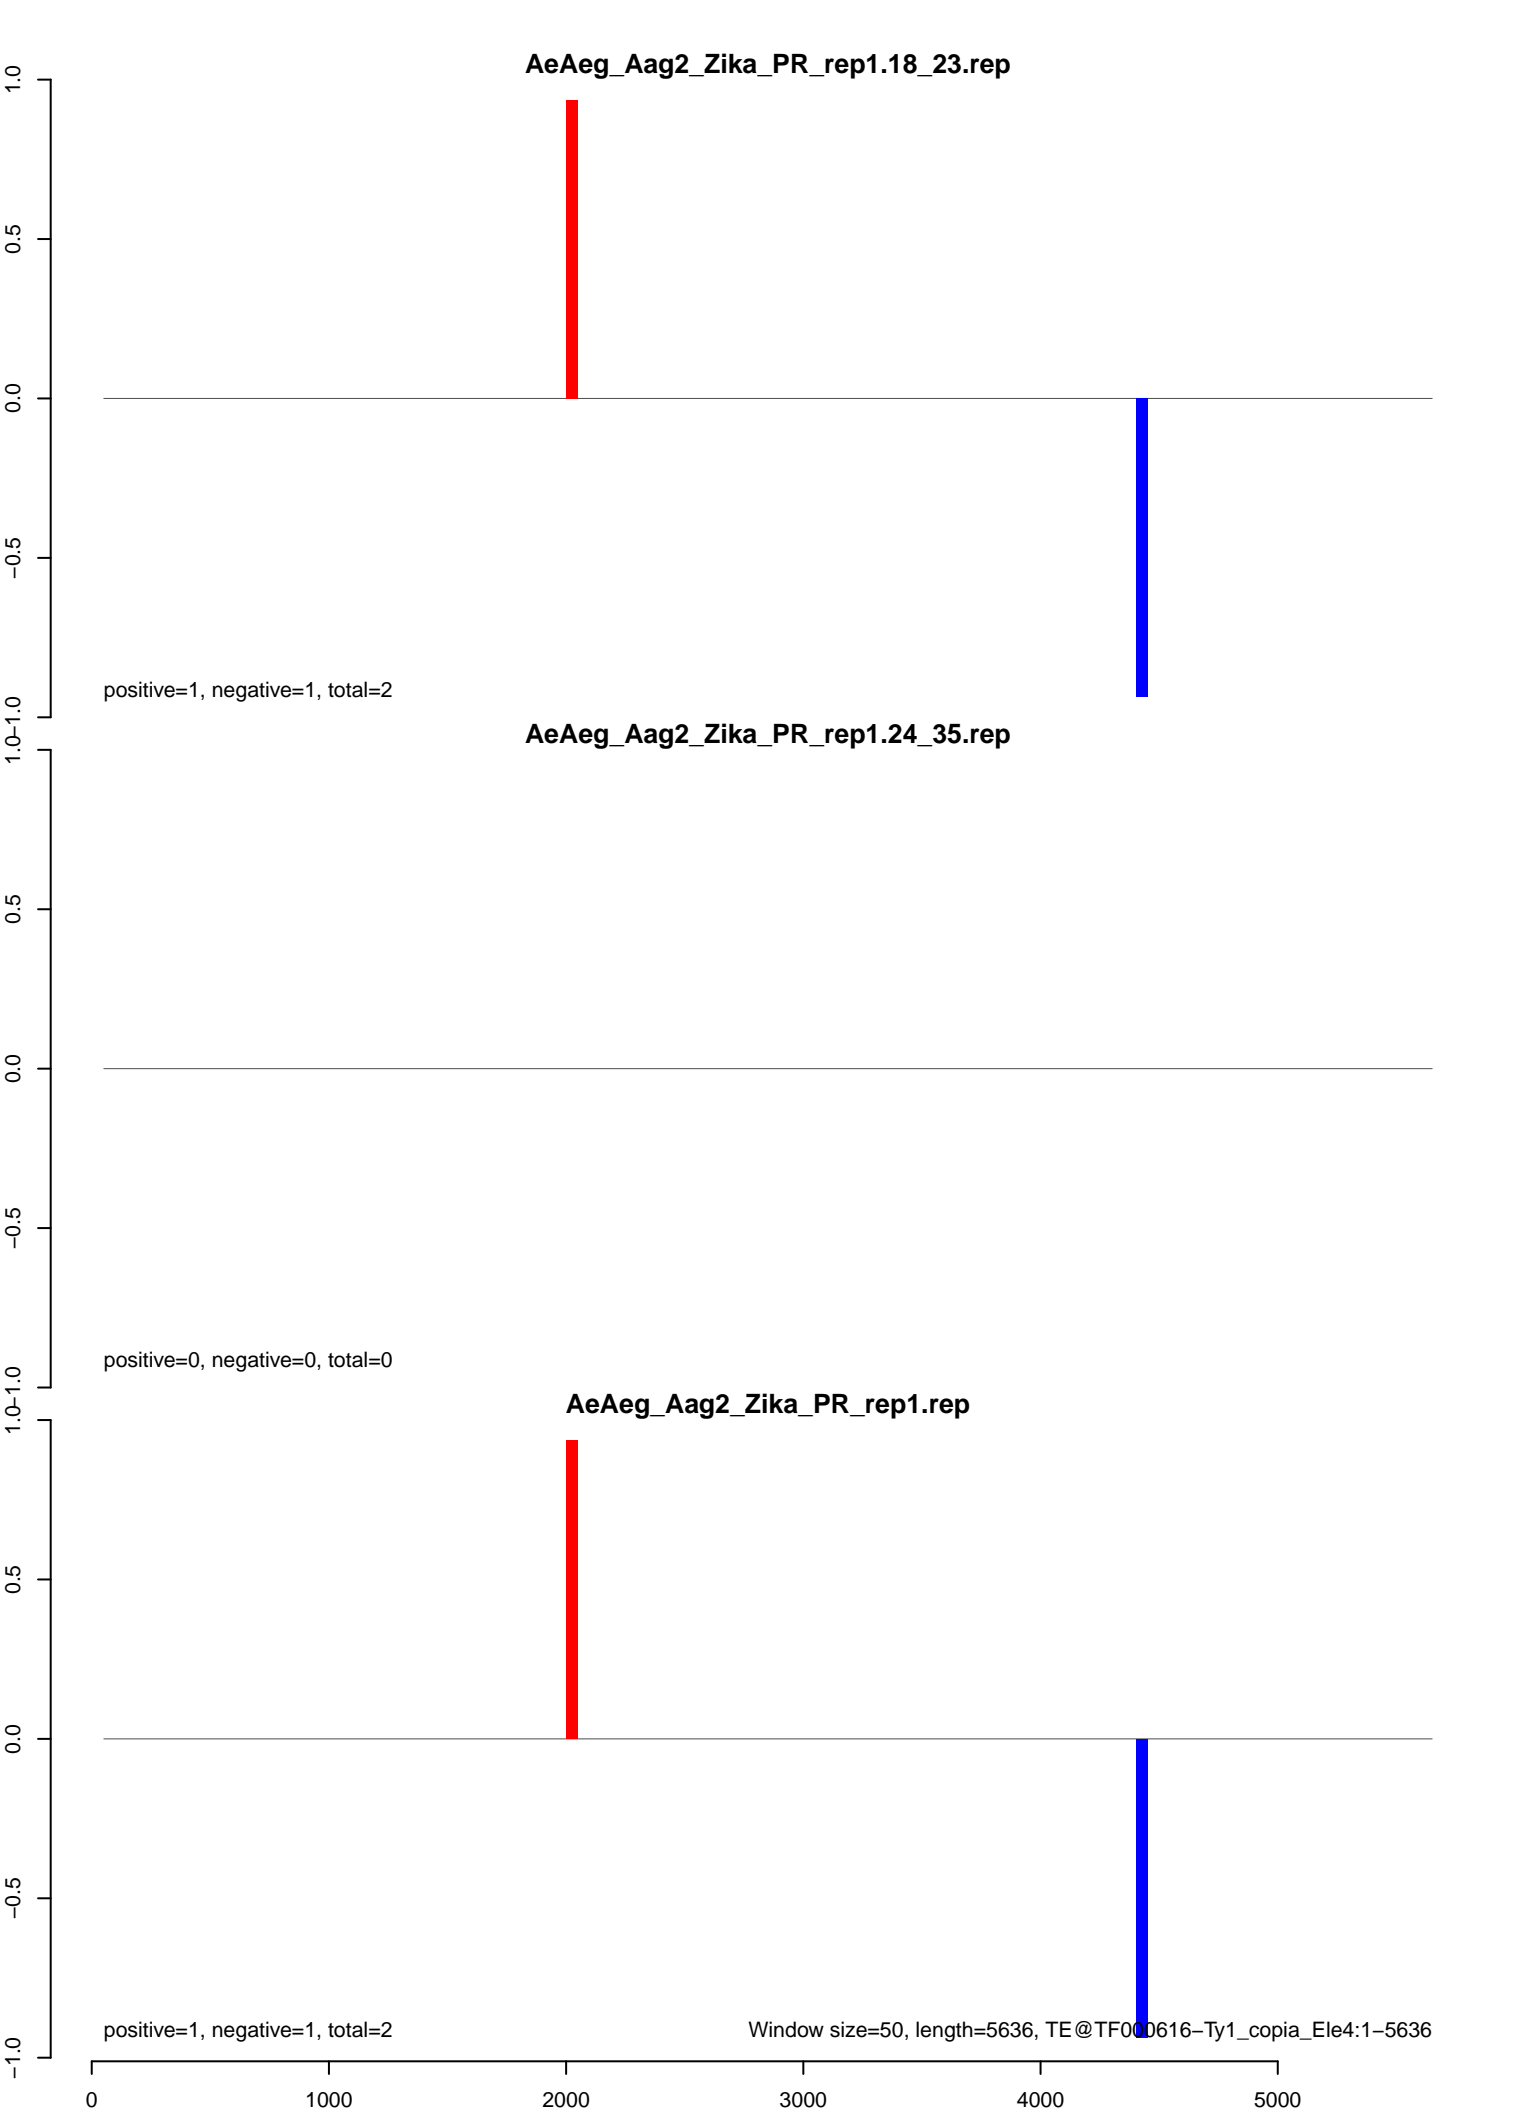 AeAeg_Aag2_Zika_PR_rep1.18_23.rep
1.0
0.5
0.0
−0.5
−1.0
positive=1, negative=1, total=2
AeAeg_Aag2_Zika_PR_rep1.24_35.rep
1.0
0.5
0.0
−0.5
−1.0
positive=0, negative=0, total=0
AeAeg_Aag2_Zika_PR_rep1.rep
1.0
0.5
0.0
−0.5
−1.0
positive=1, negative=1, total=2
Window size=50, length=5636, TE@TF000616−Ty1_copia_Ele4:1−5636
0 1000 2000 3000 4000 5000